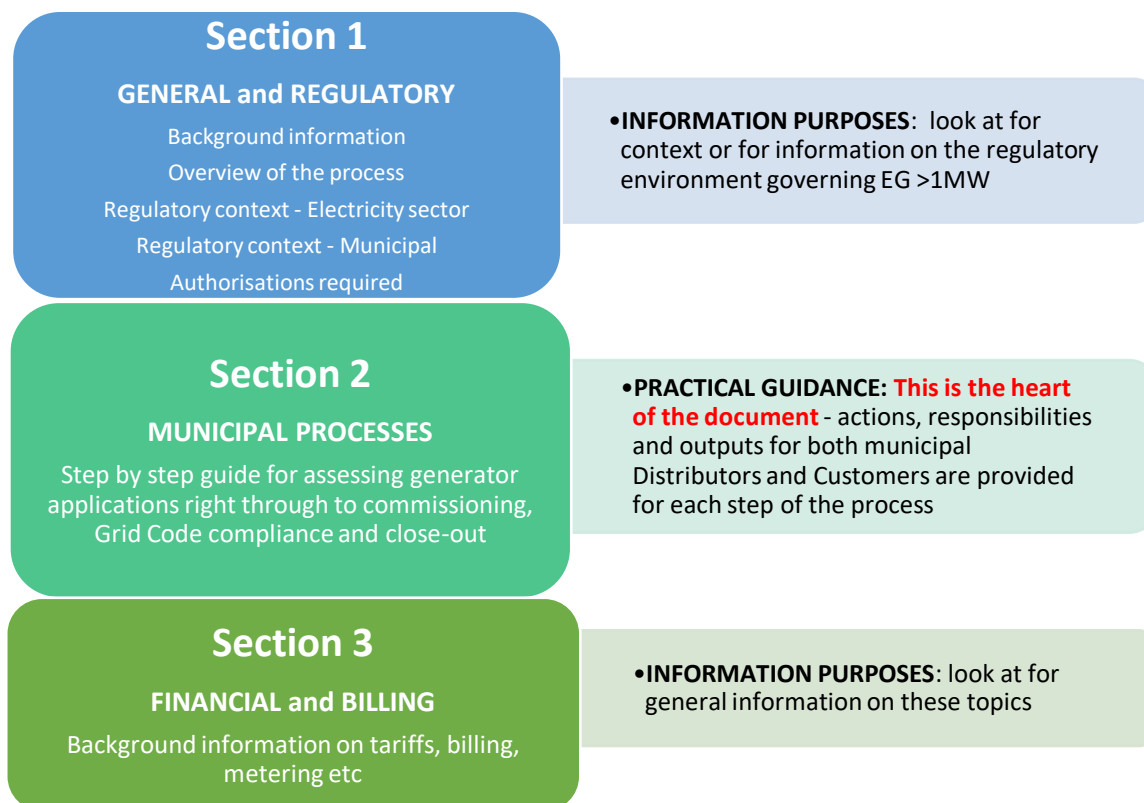 Section 1
GENERAL and REGULATORY
Background information
Overview of the process
Regulatory context - Electricity sector
Regulatory context - Municipal
Authorisations required
•INFORMATION PURPOSES:  look at for
context or for information on the regulatory
environment governing EG >1MW
Section 2
MUNICIPAL PROCESSES
Step by step guide for assessing generator
applications right through to commissioning,
Grid Code compliance and close-out
•PRACTICAL GUIDANCE: This is the heart
of the document - actions, responsibilities
and outputs for both municipal
Distributors and Customers are provided
for each step of the process
Section 3
FINANCIAL and BILLING
Background information on tariffs, billing,
metering etc
•INFORMATION PURPOSES: look at for
general information on these topics